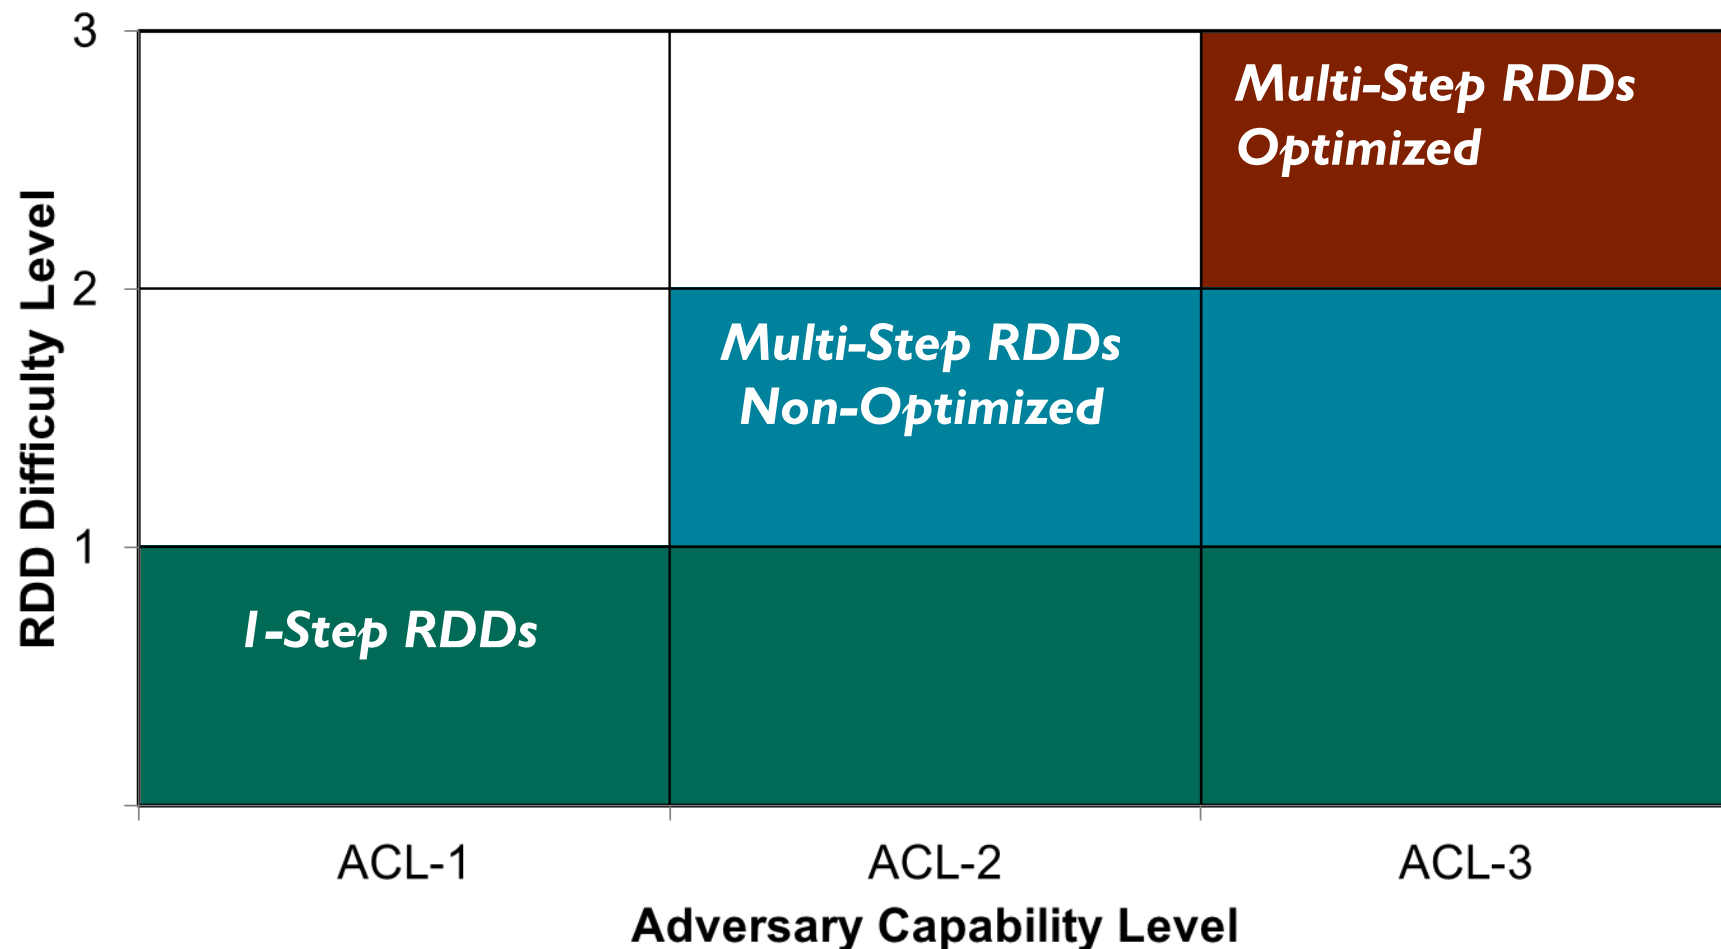 3
Multi-Step RDDs
Optimized
2
Multi-Step RDDs
Non-Optimized
1
1-Step RDDs
RDD Difficulty Level
ACL-1
ACL-2
ACL-3
Adversary Capability Level